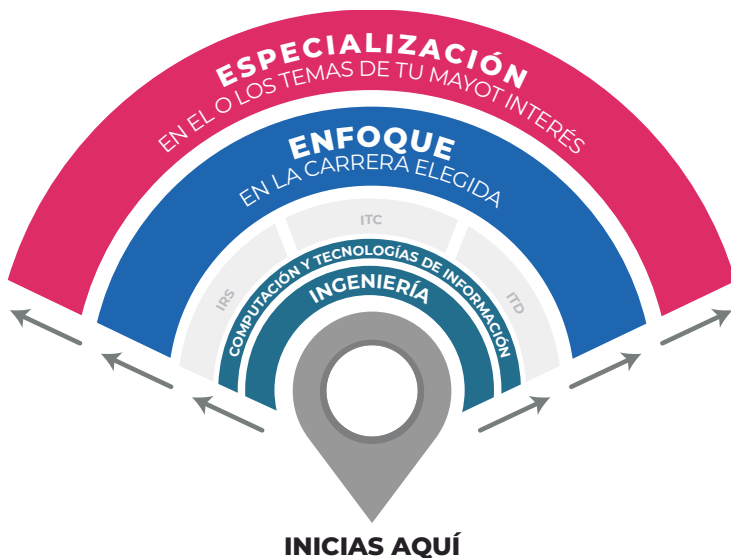 ESPECIALIZACIÓN
EN EL O LOS TEMAS DE TU MAYOT INTERÉS
ENFOQUE
EN LA CARRERA ELEGIDA
IRS
ITC
ITD
COMPUTACIÓN Y TECNOLOGÍAS DE INFORMACIÓN
INGENIERÍA
INICIAS AQUÍ